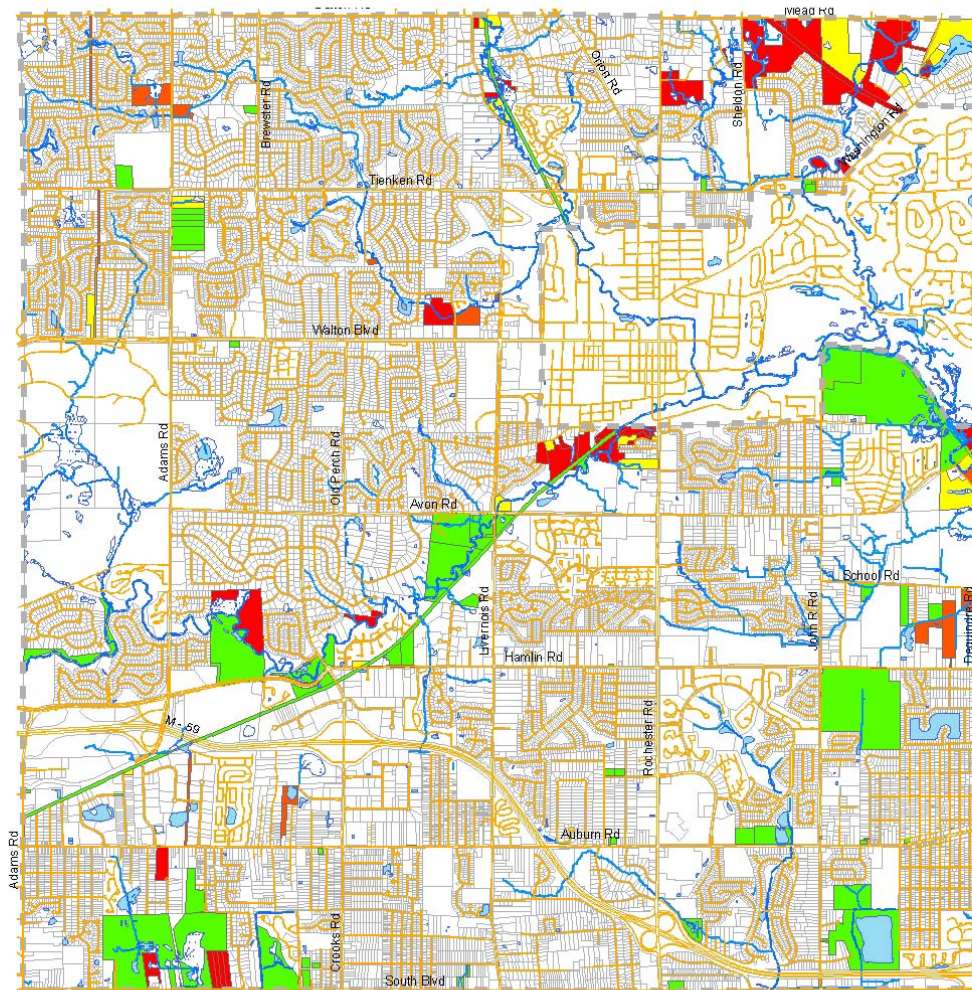 Mead Rd
Orion Rd
Sheldon Rd
Brewster Rd
Washington Rd
Tienken Rd
Walton Blvd
Adams Rd
Old Perch Rd
Avon Rd
School Rd
Livernois Rd
John R Rd
Dequindre Rd
Hamlin Rd
M - 59
Rochester Rd
Auburn Rd
Adams Rd
Crooks Rd
South Blvd